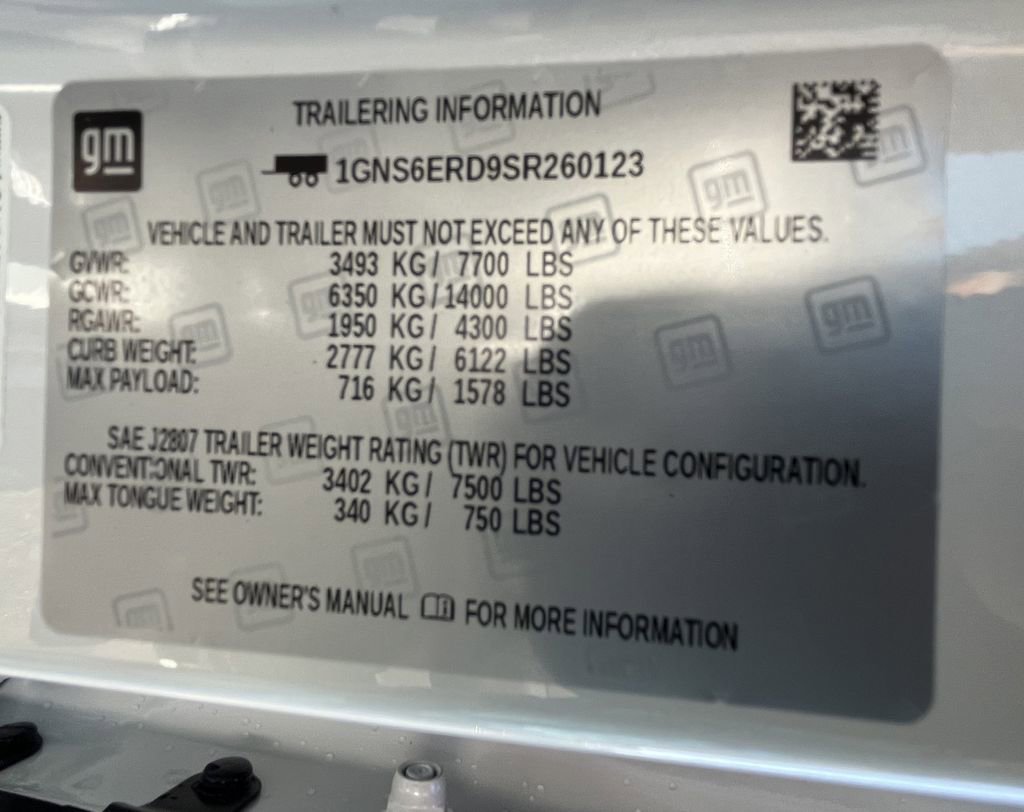 gm
TRAILERING INFORMATION
1GNS6ERD9SR260123
VEHICLE AND TRAILER MUST NOT EXCEED ANY OF THESE VALUES.
GVWR: 3493 KG/ 7700 LBS
GCWR: 6350 KG/14000 LBS
RGAWR: 1950 KG/ 4300 LBS
CURB WEIGHT: 2777 KG/ 6122 LBS
MAX PAYLOAD: 716 KG/ 1578 LBS
SAE J2807 TRAILER WEIGHT RATING (TWR) FOR VEHICLE CONFIGURATION.
CONVENTIONAL TWR: 3402 KG/ 7500 LBS
MAX TONGUE WEIGHT: 340 KG/ 750 LBS
SEE OWNER'S MANUAL FOR MORE INFORMATION